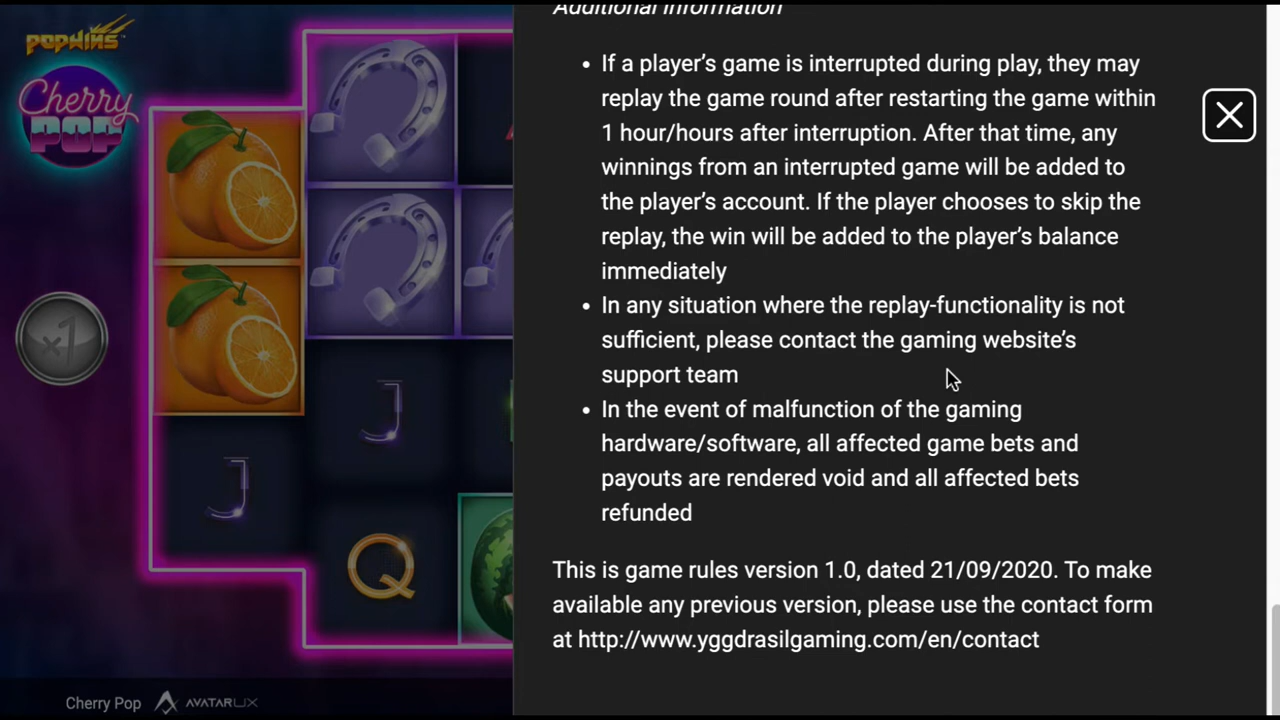 Additional information
POPWINS
Cherry
POP
• If a player's game is interrupted during play, they may
replay the game round after restarting the game within
1 hour/hours after interruption. After that time, any
winnings from an interrupted game will be added to
the player's account. If the player chooses to skip the
replay, the win will be added to the player's balance
immediately
• In any situation where the replay-functionality is not
sufficient, please contact the gaming website's
support team
• In the event of malfunction of the gaming
hardware/software, all affected game bets and
payouts are rendered void and all affected bets
refunded
This is game rules version 1.0, dated 21/09/2020. To make
available any previous version, please use the contact form
at http://www.yggdrasilgaming.com/en/contact
x1
J
J
Q
Cherry Pop
AVATARUX